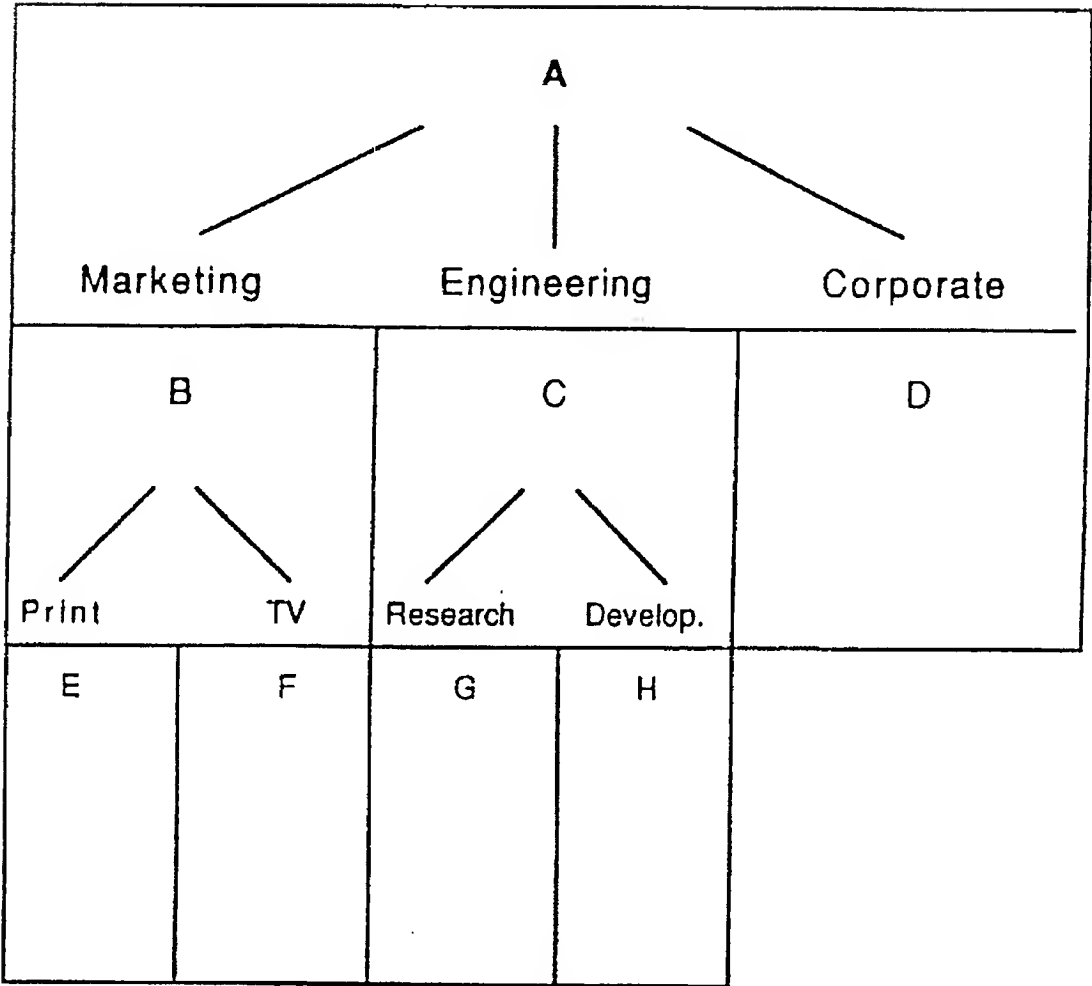 A
Marketing Engineering Corporate
B C D
Print TV Research Develop.
E F G H